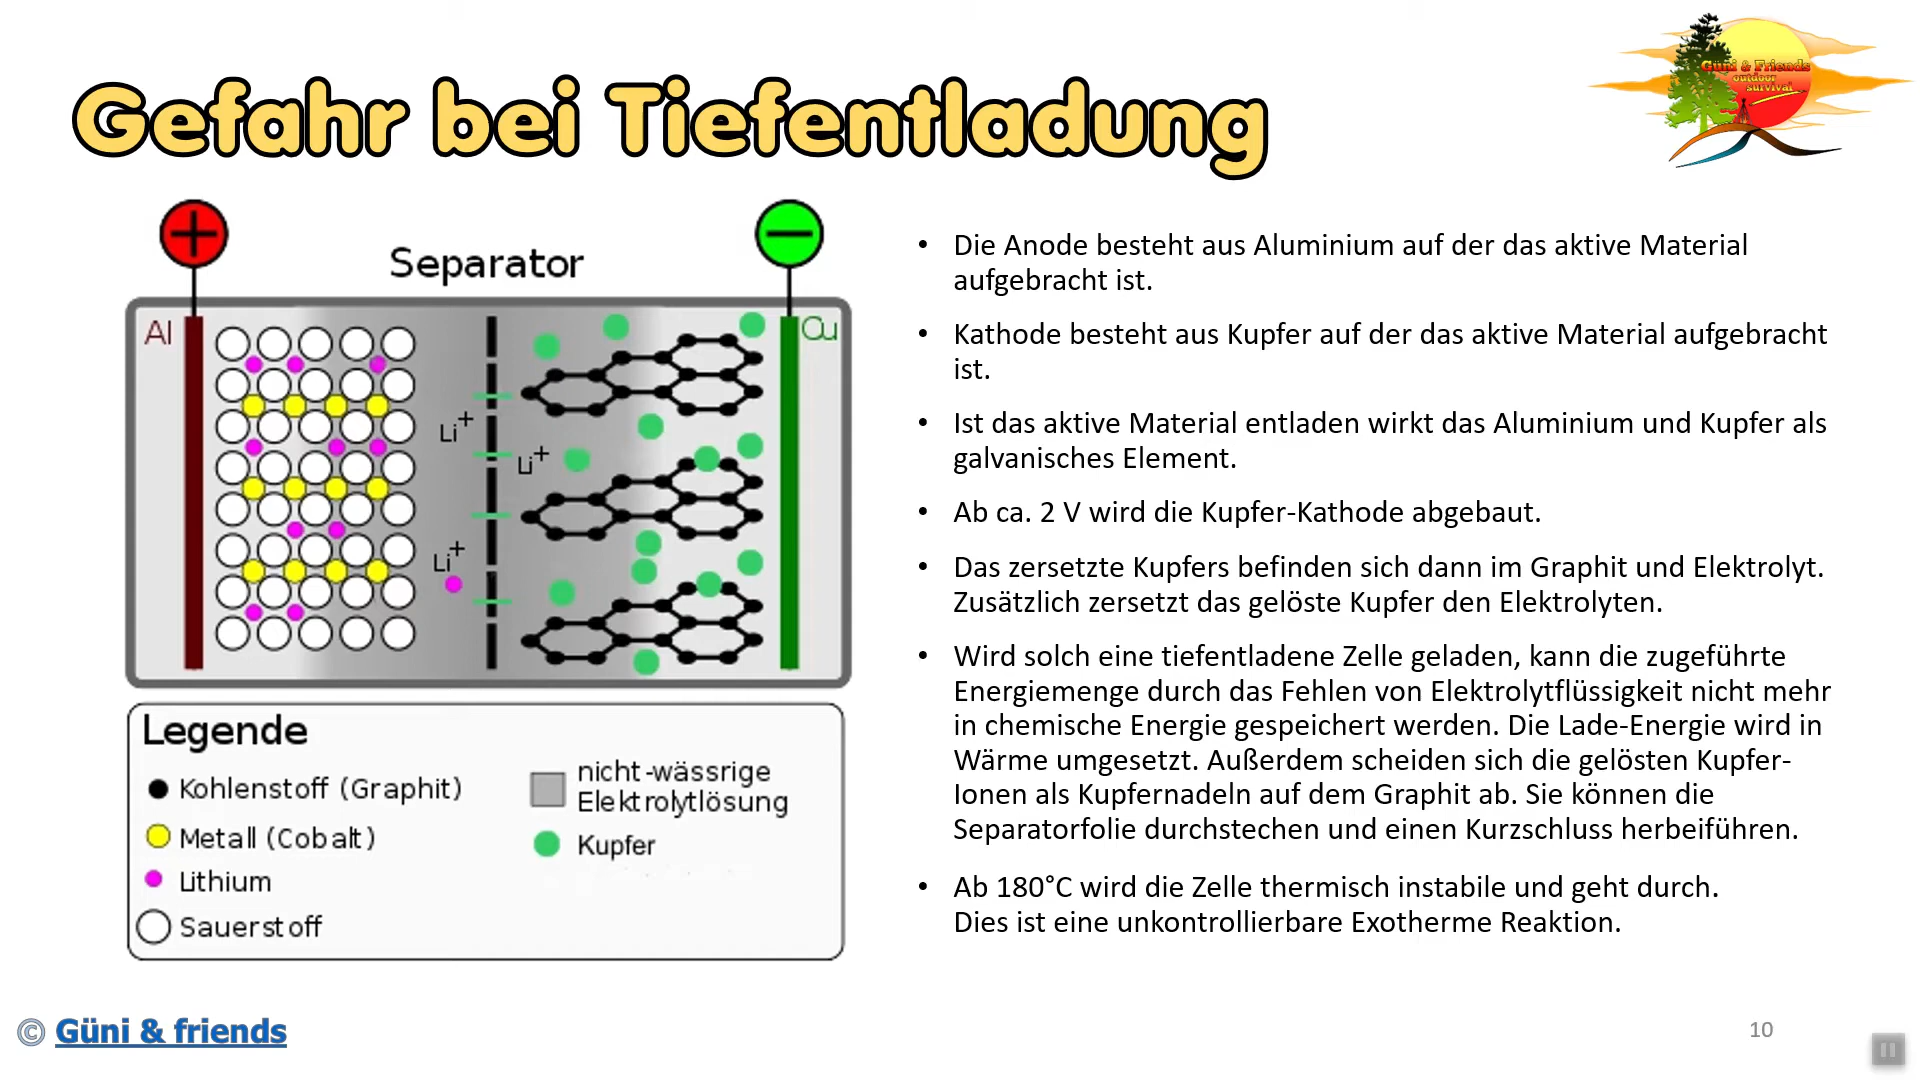 Güni & Friends
outdoor
survival
Gefahr bei Tiefentladung
Separator
Al
Cu
Li+
Li+
Li+
Legende
Kohlenstoff (Graphit)
Metall (Cobalt)
Lithium
Sauerstoff
nicht-wässrige
Elektrolytlösung
Kupfer
• Die Anode besteht aus Aluminium auf der das aktive Material
aufgebracht ist.
• Kathode besteht aus Kupfer auf der das aktive Material aufgebracht
ist.
• Ist das aktive Material entladen wirkt das Aluminium und Kupfer als
galvanisches Element.
• Ab ca. 2 V wird die Kupfer-Kathode abgebaut.
• Das zersetzte Kupfers befinden sich dann im Graphit und Elektrolyt.
Zusätzlich zersetzt das gelöste Kupfer den Elektrolyten.
• Wird solch eine tiefentladene Zelle geladen, kann die zugeführte
Energiemenge durch das Fehlen von Elektrolytflüssigkeit nicht mehr
in chemische Energie gespeichert werden. Die Lade-Energie wird in
Wärme umgesetzt. Außerdem scheiden sich die gelösten Kupfer-
Ionen als Kupfernadeln auf dem Graphit ab. Sie können die
Separatorfolie durchstechen und einen Kurzschluss herbeiführen.
• Ab 180°C wird die Zelle thermisch instabile und geht durch.
Dies ist eine unkontrollierbare Exotherme Reaktion.
© Güni & friends
10